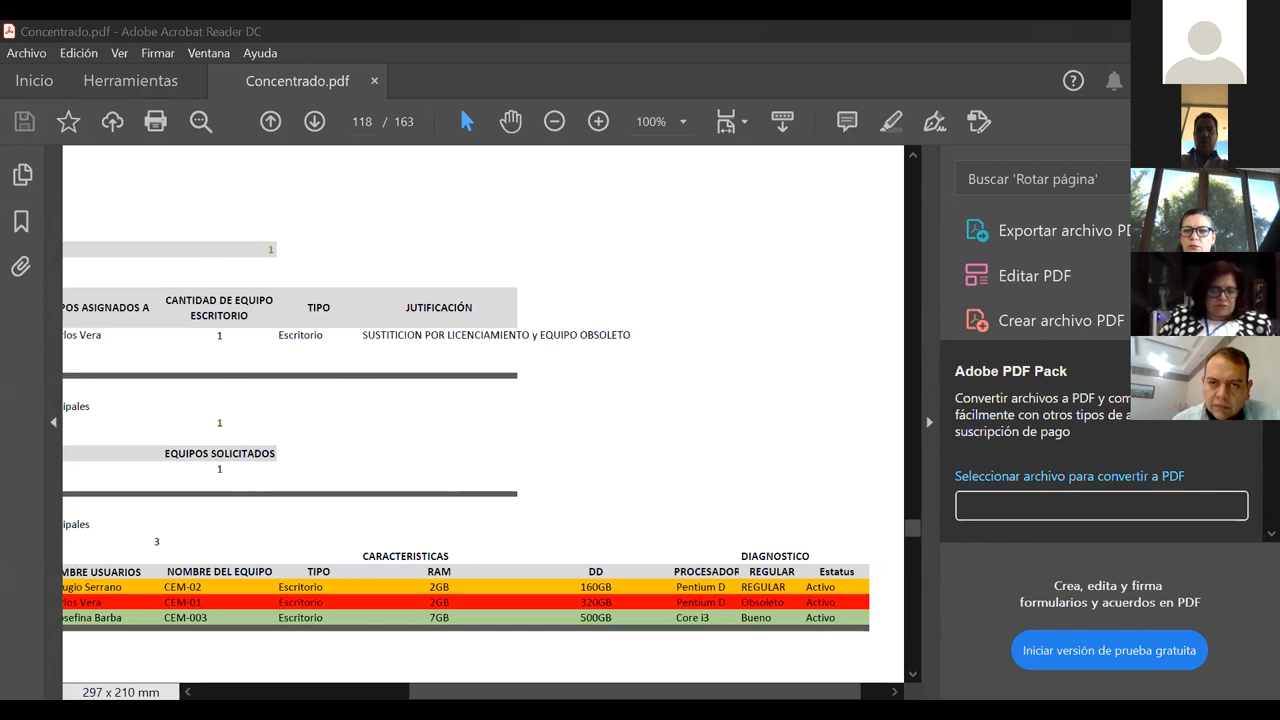 Concentrado.pdf - Adobe Acrobat Reader DC
Archivo Edición Ver Firmar Ventana Ayuda
Inicio Herramientas Concentrado.pdf ×
118 / 163 100%
1
POS ASIGNADOS A CANTIDAD DE EQUIPO ESCRITORIO TIPO JUTIFICACIÓN
rlos Vera 1 Escritorio SUSTITICION POR LICENCIAMIENTO y EQUIPO OBSOLETO
ipales
1
EQUIPOS SOLICITADOS
1
ipales
3
CARACTERISTICAS DIAGNOSTICO
MBRE USUARIOS NOMBRE DEL EQUIPO TIPO RAM DD PROCESADOR REGULAR Estatus
ugio Serrano CEM-02 Escritorio 2GB 160GB Pentium D REGULAR Activo
rlos Vera CEM-01 Escritorio 2GB 320GB Pentium D Obsoleto Activo
osefina Barba CEM-003 Escritorio 7GB 500GB Core i3 Bueno Activo
297 x 210 mm
Buscar 'Rotar página'
Exportar archivo PD
Editar PDF
Crear archivo PDF
Adobe PDF Pack
Convertir archivos a PDF y com
fácilmente con otros tipos de a
suscripción de pago
Seleccionar archivo para convertir a PDF
Crea, edita y firma
formularios y acuerdos en PDF
Iniciar versión de prueba gratuita